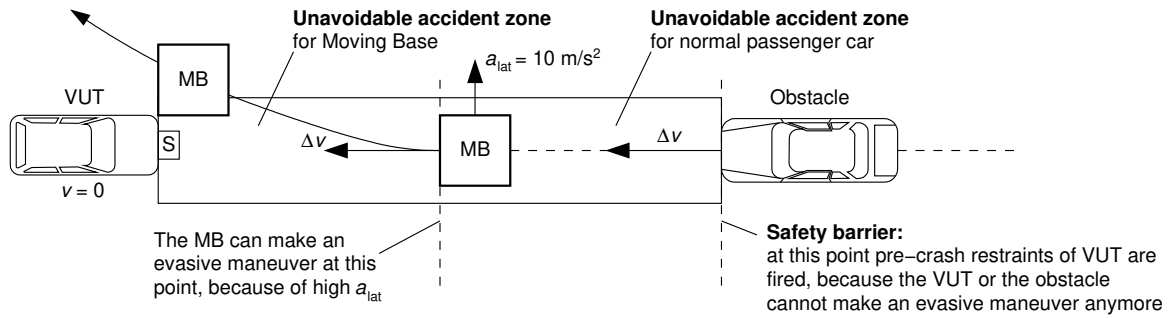 Unavoidable accident zone
for Moving Base
Unavoidable accident zone
for normal passenger car
a_lat = 10 m/s²
MB
VUT
Obstacle
S
Δv
MB
Δv
v = 0
The MB can make an
evasive maneuver at this
point, because of high a_lat
Safety barrier:
at this point pre−crash restraints of VUT are
fired, because the VUT or the obstacle
cannot make an evasive maneuver anymore